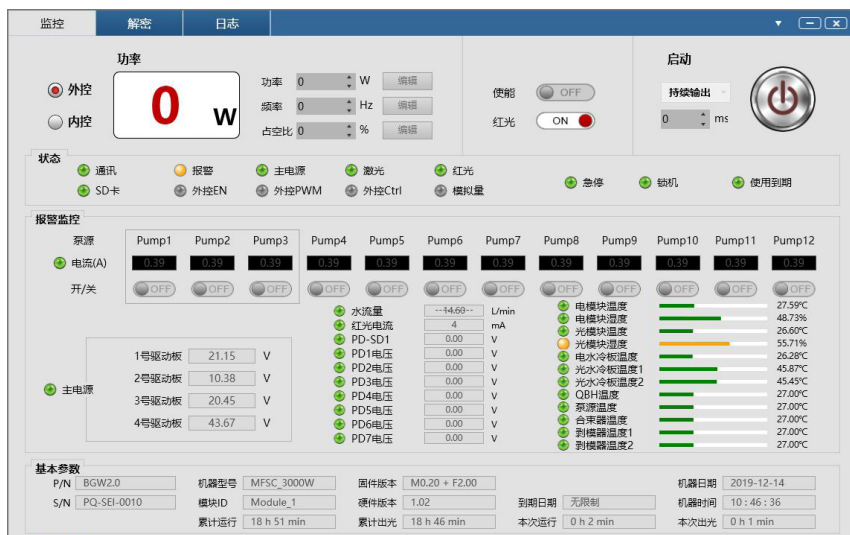 监控 解密 日志
功率 启动
外控 0 W 功率 0 W 编辑 使能 OFF 持续输出
频率 0 Hz 编辑
内控 占空比 0 % 编辑 红光 ON 0 ms
状态
通讯 报警 主电源 激光 红光 急停 锁机 使用到期
SD卡 外控EN 外控PWM 外控Ctrl 模拟量
报警监控
泵源 Pump1 Pump2 Pump3 Pump4 Pump5 Pump6 Pump7 Pump8 Pump9 Pump10 Pump11 Pump12
电流(A) 0.39 0.39 0.39 0.39 0.39 0.39 0.39 0.39 0.39 0.39 0.39 0.39
开/关 OFF OFF OFF OFF OFF OFF OFF OFF OFF OFF OFF OFF
主电源
1号驱动板 21.15 V
2号驱动板 10.38 V
3号驱动板 20.45 V
4号驱动板 43.67 V
水流量 --14.60-- L/min
红光电流 4 mA
PD-SD1 0.00 V
PD1电压 0.00 V
PD2电压 0.00 V
PD3电压 0.00 V
PD4电压 0.00 V
PD5电压 0.00 V
PD6电压 0.00 V
PD7电压 0.00 V
电模块温度 27.59℃
电模块湿度 48.73%
光模块温度 26.60℃
光模块湿度 55.71%
电水冷板温度 26.28℃
光水冷板温度1 45.87℃
光水冷板温度2 45.45℃
QBH温度 27.00℃
泵源温度 27.00℃
合束器温度 27.00℃
剥模器温度1 27.00℃
剥模器温度2 27.00℃
基本参数
P/N BGW2.0 机器型号 MFSC_3000W 固件版本 M0.20 + F2.00 机器日期 2019-12-14
S/N PQ-SEI-0010 模块ID Module_1 硬件版本 1.02 到期日期 无限制 机器时间 10 : 46 : 36
累计运行 18 h 51 min 累计出光 18 h 46 min 本次运行 0 h 2 min 本次出光 0 h 1 min